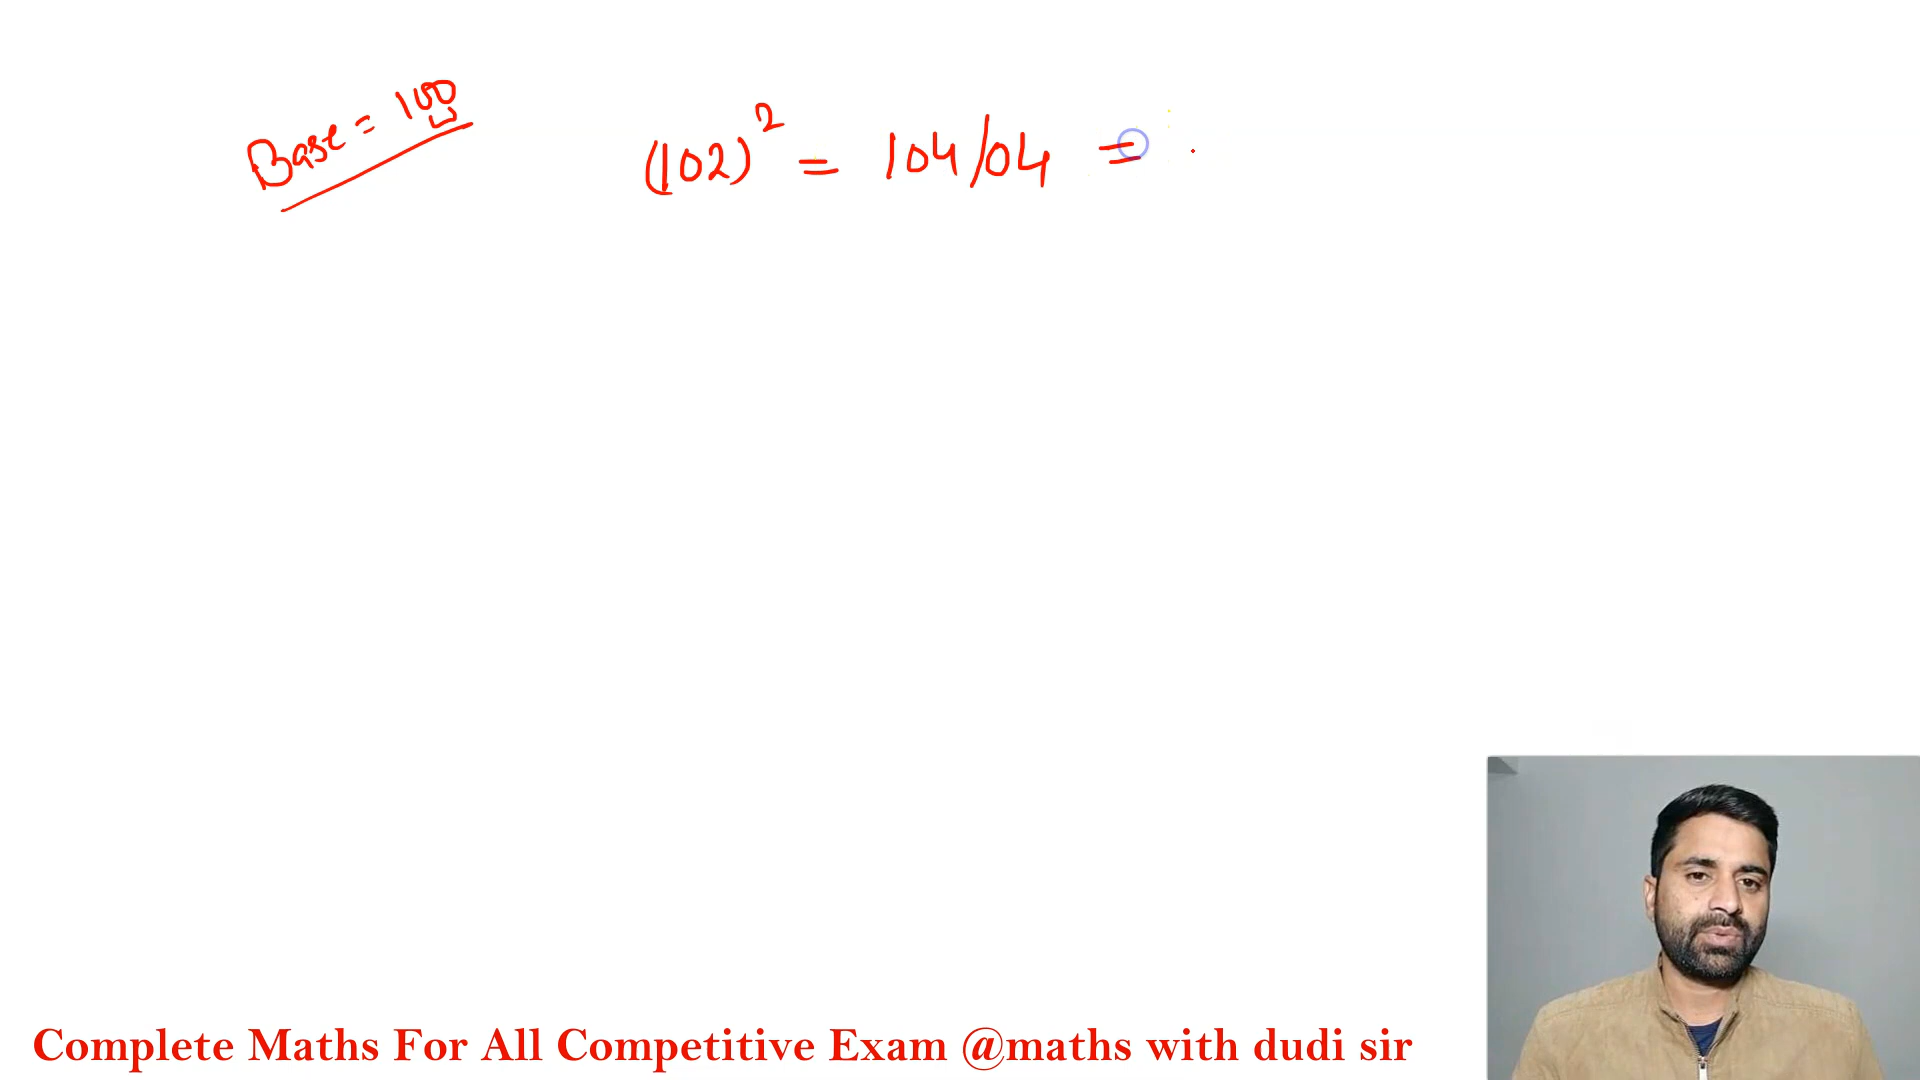 Base = 100
(102)² = 104/04 =
Complete Maths For All Competitive Exam @maths with dudi sir